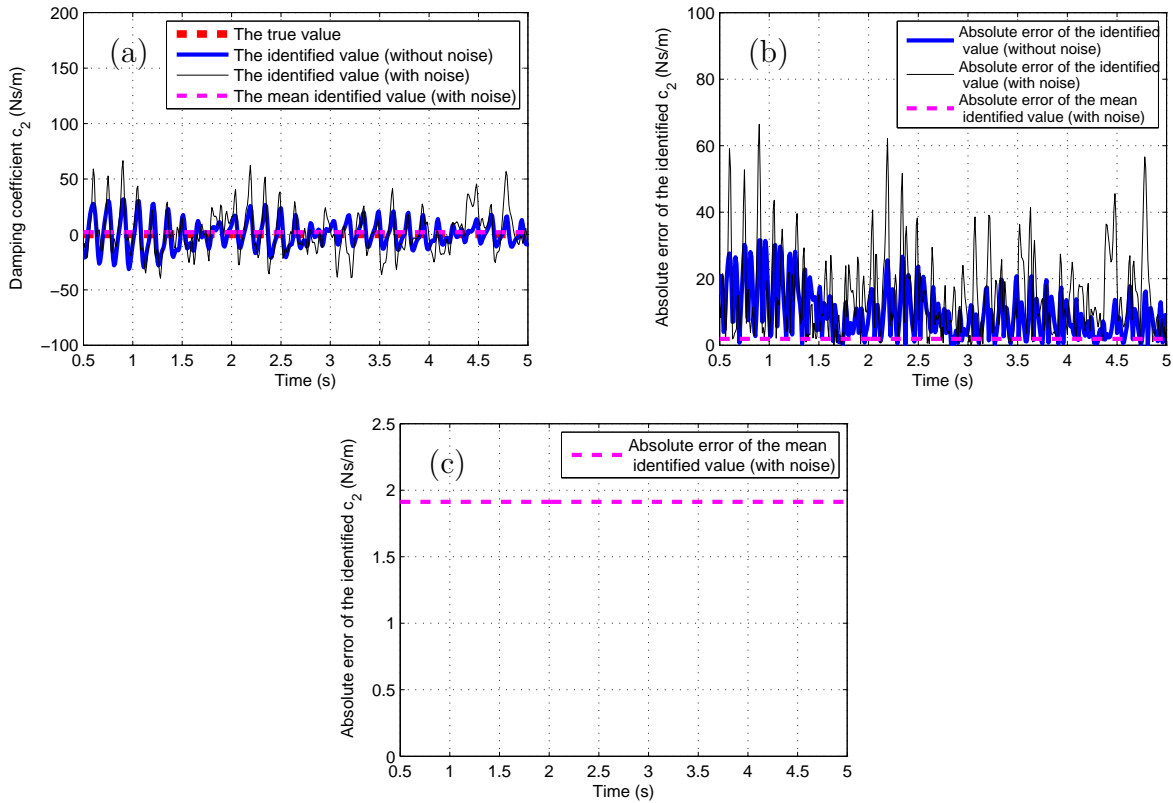 (a)
The true value
The identified value (without noise)
The identified value (with noise)
The mean identified value (with noise)
Damping coefficient c2 (Ns/m)
200
150
100
50
0
−50
−100
0.5 1 1.5 2 2.5 3 3.5 4 4.5 5
Time (s)
(b)
Absolute error of the identified
value (without noise)
Absolute error of the identified
value (with noise)
Absolute error of the mean
identified value (with noise)
Absolute error of the identified c2 (Ns/m)
100
80
60
40
20
0
0.5 1 1.5 2 2.5 3 3.5 4 4.5 5
Time (s)
(c)
Absolute error of the mean
identified value (with noise)
Absolute error of the identified c2 (Ns/m)
2.5
2
1.5
1
0.5
0
0.5 1 1.5 2 2.5 3 3.5 4 4.5 5
Time (s)